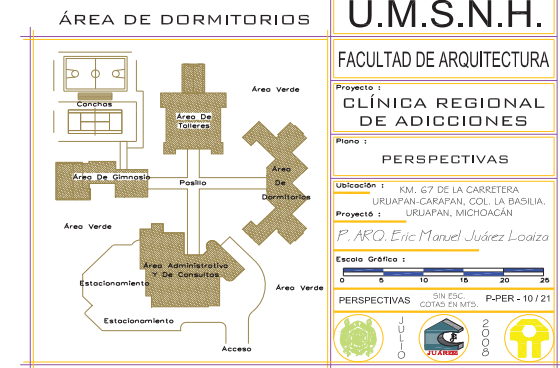 ÁREA DE DORMITORIOS
Canchas
Área De
Talleres
Área Verde
Área De Gimnasio
Pasillo
Área
De
Dormitorios
Área Verde
Área Administrativa
Y De Consultas
Estacionamiento
Área Verde
Estacionamiento
Acceso
U.M.S.N.H.
FACULTAD DE ARQUITECTURA
Proyecto :
CLÍNICA REGIONAL
DE ADICCIONES
Plano :
PERSPECTIVAS
Ubicación :
KM. 67 DE LA CARRETERA
URUAPAN-CARAPAN, COL. LA BASILIA.
URUAPAN, MICHOACÁN
Proyectó :
P. ARQ. Eric Manuel Juárez Loaiza
Escala Gráfica :
0 5 10 15 20 25
PERSPECTIVAS
SIN ESC.
COTAS EN MTS.
P-PER - 10 / 21
JULIO
JUÁREZ
2008